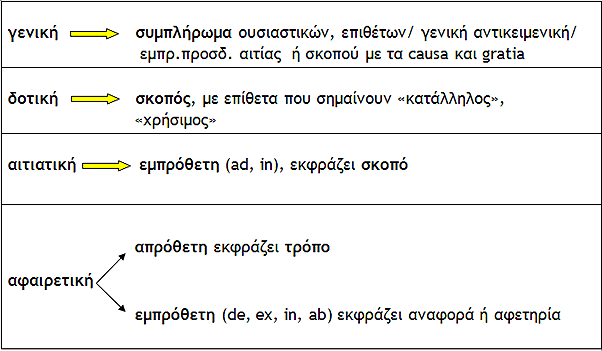 γενική συμπλήρωμα ουσιαστικών, επιθέτων/ γενική αντικειμενική/
εμπρ.προσδ. αιτίας ή σκοπού με τα causa και gratia
δοτική σκοπός, με επίθετα που σημαίνουν «κατάλληλος»,
«χρήσιμος»
αιτιατική εμπρόθετη (ad, in), εκφράζει σκοπό
απρόθετη εκφράζει τρόπο
αφαιρετική
εμπρόθετη (de, ex, in, ab) εκφράζει αναφορά ή αφετηρία